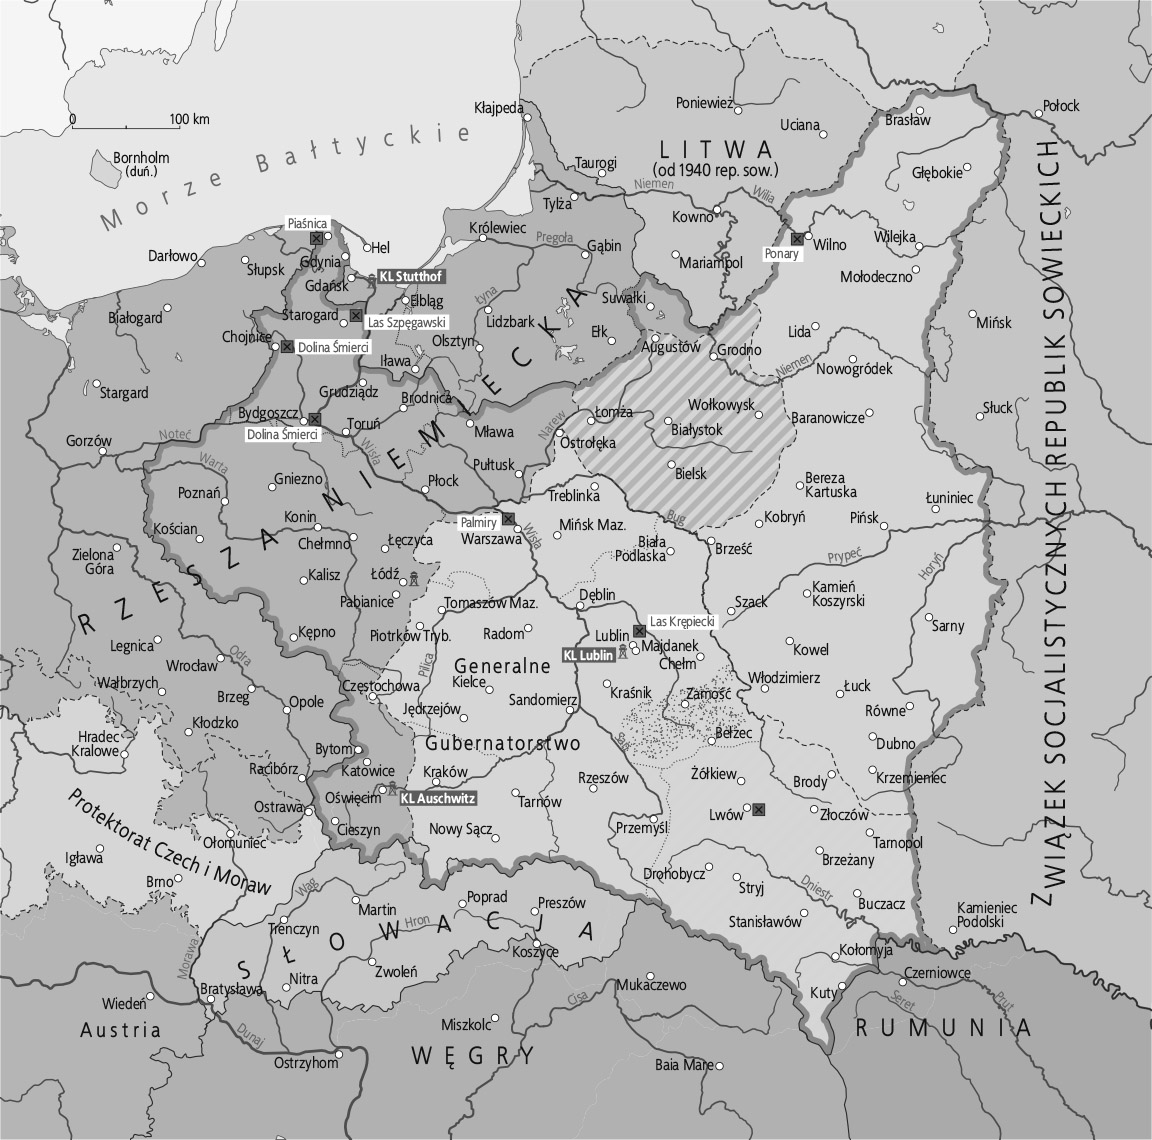 Połock
Kłajpeda
Poniewież
Brasław
0
100 km
Uciana
Bornholm
(duń.)
Morze Bałtyckie
LITWA
(od 1940 rep. sow.)
Taurogi
Głębokie
Niemen
Wilia
Tylża
Kowno
Piaśnica
Królewiec
Pregoła
Gąbin
Hel
Wilno
Wilejka
Ponary
Darłowo
Słupsk
Gdynia
Mariampol
Mołodeczno
KL Stutthof
Gdańsk
Elbląg
Łyna
Suwałki
Białogard
Starogard
Las Szpęgawski
Lidzbark
Ełk
Lida
Mińsk
Chojnice
Dolina Śmierci
Olsztyn
Augustów
Grodno
Iława
Niemen
Nowogródek
Stargard
Grudziądz
Brodnica
Bydgoszcz
Dolina Śmierci
Toruń
Mława
Narew
Łomża
Wołkowysk
Białystok
Baranowicze
Słuck
Gorzów
Noteć
Wisła
Ostrołęka
Warta
Pułtusk
Bielsk
Poznań
Gniezno
Płock
Treblinka
Bereza
Kartuska
Łuniniec
Konin
Kościan
Chełmno
Palmiry
Warszawa
Wisła
Mińsk Maz.
Bug
Kobryń
Pińsk
Łęczyca
Biała
Podlaska
Brześć
Prypeć
Horyń
Zielona
Góra
RZESZA NIEMIECKA
Kalisz
Łódź
Pabianice
Tomaszów Maz.
Dęblin
Kamień
Koszyrski
Szack
Kępno
Piotrków Tryb.
Radom
Las Krępiecki
Lublin
Majdanek
KL Lublin
Chełm
Sarny
Legnica
Wrocław
Odra
Pilica
Generalne
Kowel
Wałbrzych
Brzeg
Opole
Częstochowa
Kielce
Sandomierz
Kraśnik
Zamość
Włodzimierz
Łuck
Równe
Kłodzko
Jędrzejów
Hradec
Kralowe
Bytom
Gubernatorstwo
San
Bełżec
Dubno
Racibórz
Katowice
Kraków
Rzeszów
Żółkiew
Brody
Krzemieniec
Oświęcim
KL Auschwitz
Tarnów
Ostrawa
Cieszyn
Nowy Sącz
Przemyśl
Lwów
Złoczów
Tarnopol
Protektorat Czech i Moraw
Ołomuniec
Igława
Brno
Brzeżany
Drohobycz
Stryj
Dniestr
Buczacz
Wag
Martin
Poprad
Preszów
Stanisławów
Kamieniec
Podolski
Trenczyn
Hron
SŁOWACJA
Morawa
Koszyce
Kołomyja
Zwoleń
Nitra
Czerniowce
Wiedeń
Bratysława
Cisa
Mukaczewo
Kuty
Seret
Prut
Austria
Dunaj
Miszkolc
RUMUNIA
Ostrzyhom
WĘGRY
Baia Mare
ZWIĄZEK SOCJALISTYCZNYCH REPUBLIK SOWIECKICH